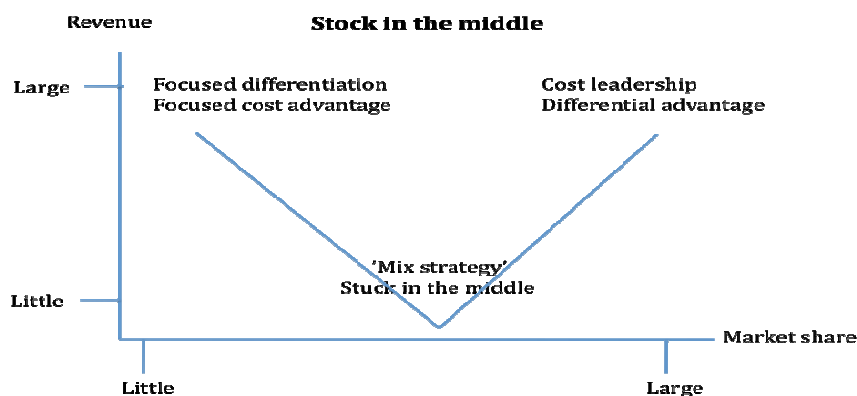 Revenue
Stock in the middle
Large
Focused differentiation
Focused cost advantage
Cost leadership
Differential advantage
'Mix strategy'
Stuck in the middle
Little
Market share
Little
Large